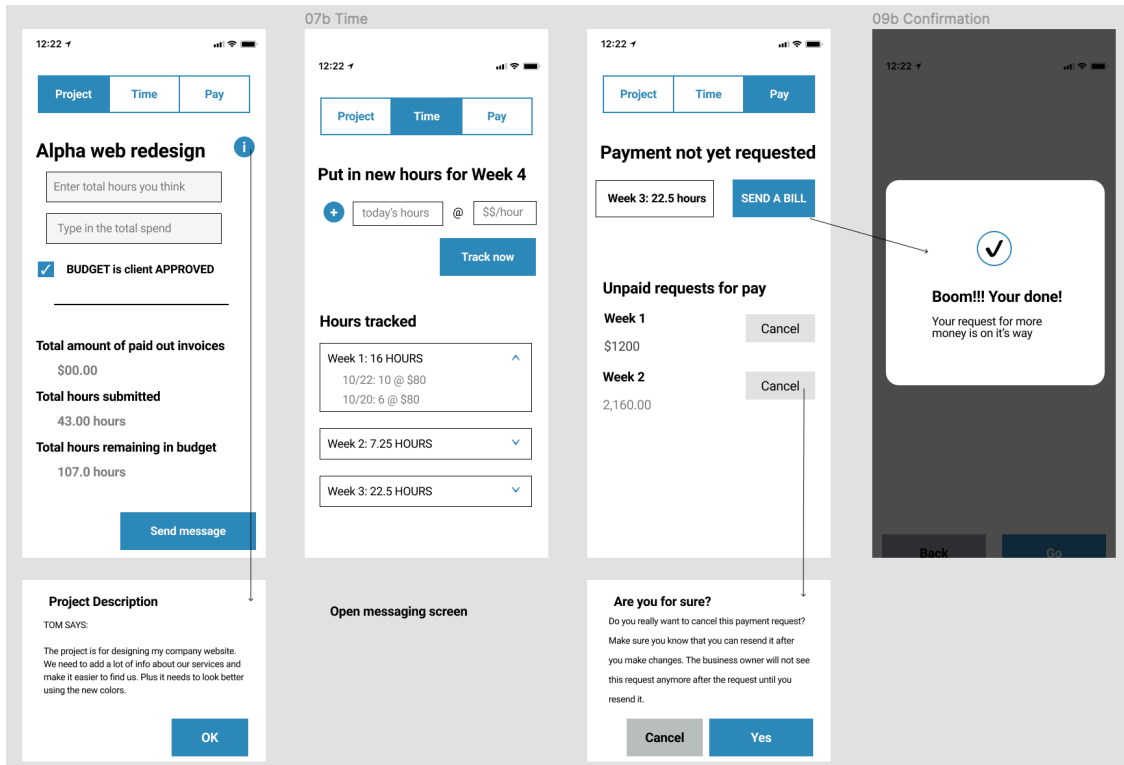 07b Time
09b Confirmation
12:22
Project
Time
Pay
Alpha web redesign
i
Enter total hours you think
Type in the total spend
BUDGET is client APPROVED
Total amount of paid out invoices
$00.00
Total hours submitted
43.00 hours
Total hours remaining in budget
107.0 hours
Send message
Project Description
TOM SAYS:
The project is for designing my company website.
We need to add a lot of info about our services and
make it easier to find us. Plus it needs to look better
using the new colors.
OK
12:22
Project
Time
Pay
Put in new hours for Week 4
+
today's hours
@
$$/hour
Track now
Hours tracked
Week 1: 16 HOURS
10/22: 10 @ $80
10/20: 6 @ $80
Week 2: 7.25 HOURS
Week 3: 22.5 HOURS
Open messaging screen
12:22
Project
Time
Pay
Payment not yet requested
Week 3: 22.5 hours
SEND A BILL
Unpaid requests for pay
Week 1
$1200
Cancel
Week 2
2,160.00
Cancel
Are you for sure?
Do you really want to cancel this payment request?
Make sure you know that you can resend it after
you make changes. The business owner will not see
this request anymore after the request until you
resend it.
Cancel
Yes
12:22
Boom!!! Your done!
Your request for more
money is on it's way
Back
Go